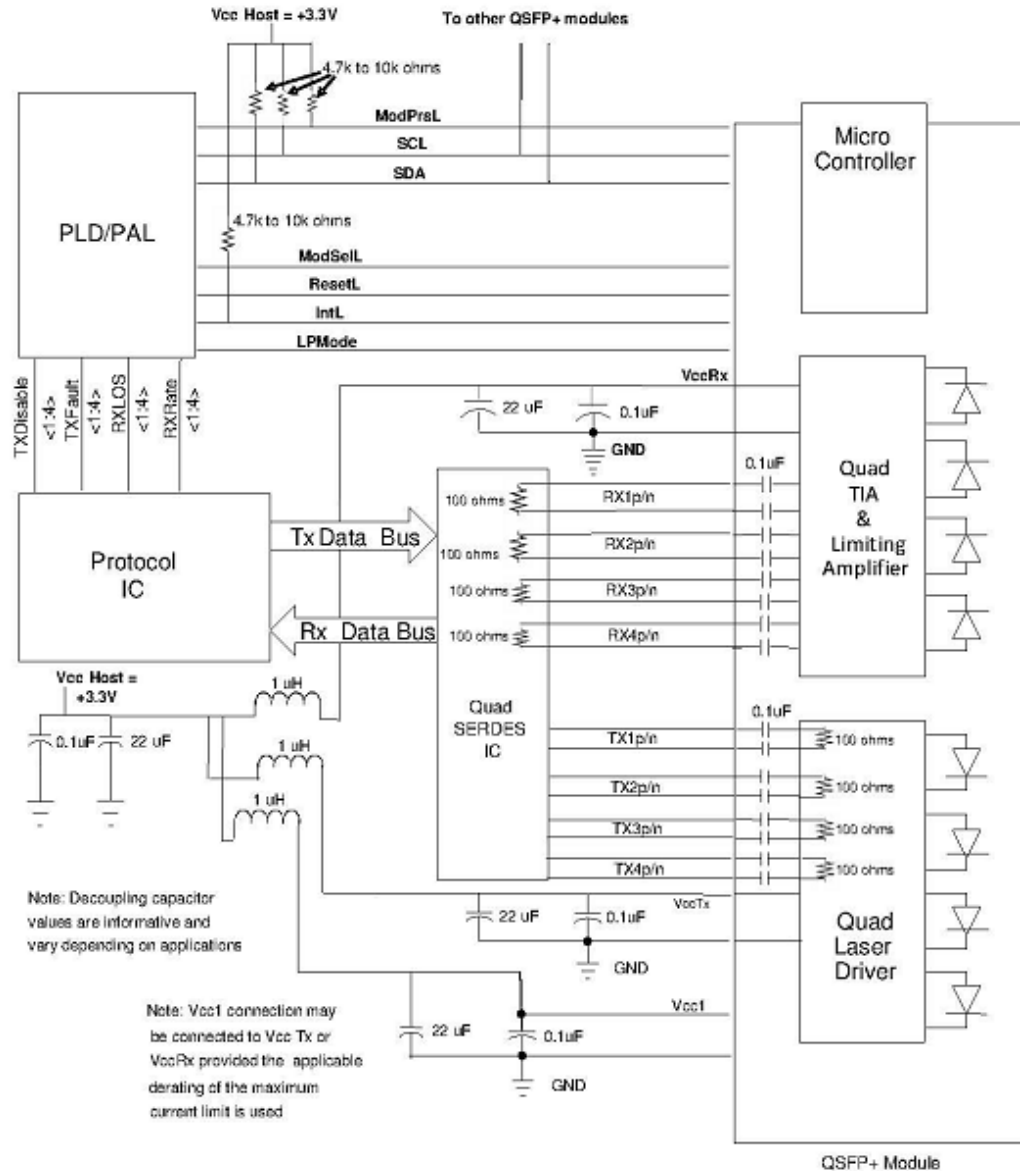 Vcc Host = +3.3V
To other QSFP+ modules
4.7k to 10k ohms
ModPrsL
SCL
SDA
Micro
Controller
PLD/PAL
4.7k to 10k ohms
ModSelL
ResetL
IntL
LPMode
TXDisable
<1:4>
TXFault
<1:4>
RXLOS
<1:4>
RXRate
<1:4>
VccRx
22 uF
0.1uF
GND
0.1uF
Quad
TIA
&
Limiting
Amplifier
100 ohms
RX1p/n
100 ohms
RX2p/n
100 ohms
RX3p/n
100 ohms
RX4p/n
Tx Data Bus
Protocol
IC
Rx Data Bus
Vcc Host =
+3.3V
0.1uF
22 uF
1 uH
1 uH
1 uH
Quad
SERDES
IC
0.1uF
TX1p/n
100 ohms
TX2p/n
100 ohms
TX3p/n
100 ohms
TX4p/n
100 ohms
VccTx
22 uF
0.1uF
GND
Quad
Laser
Driver
Note: Decoupling capacitor
values are informative and
vary depending on applications
Vcc1
22 uF
0.1uF
GND
Note: Vcc1 connection may
be connected to Vcc Tx or
VccRx provided the applicable
derating of the maximum
current limit is used
QSFP+ Module